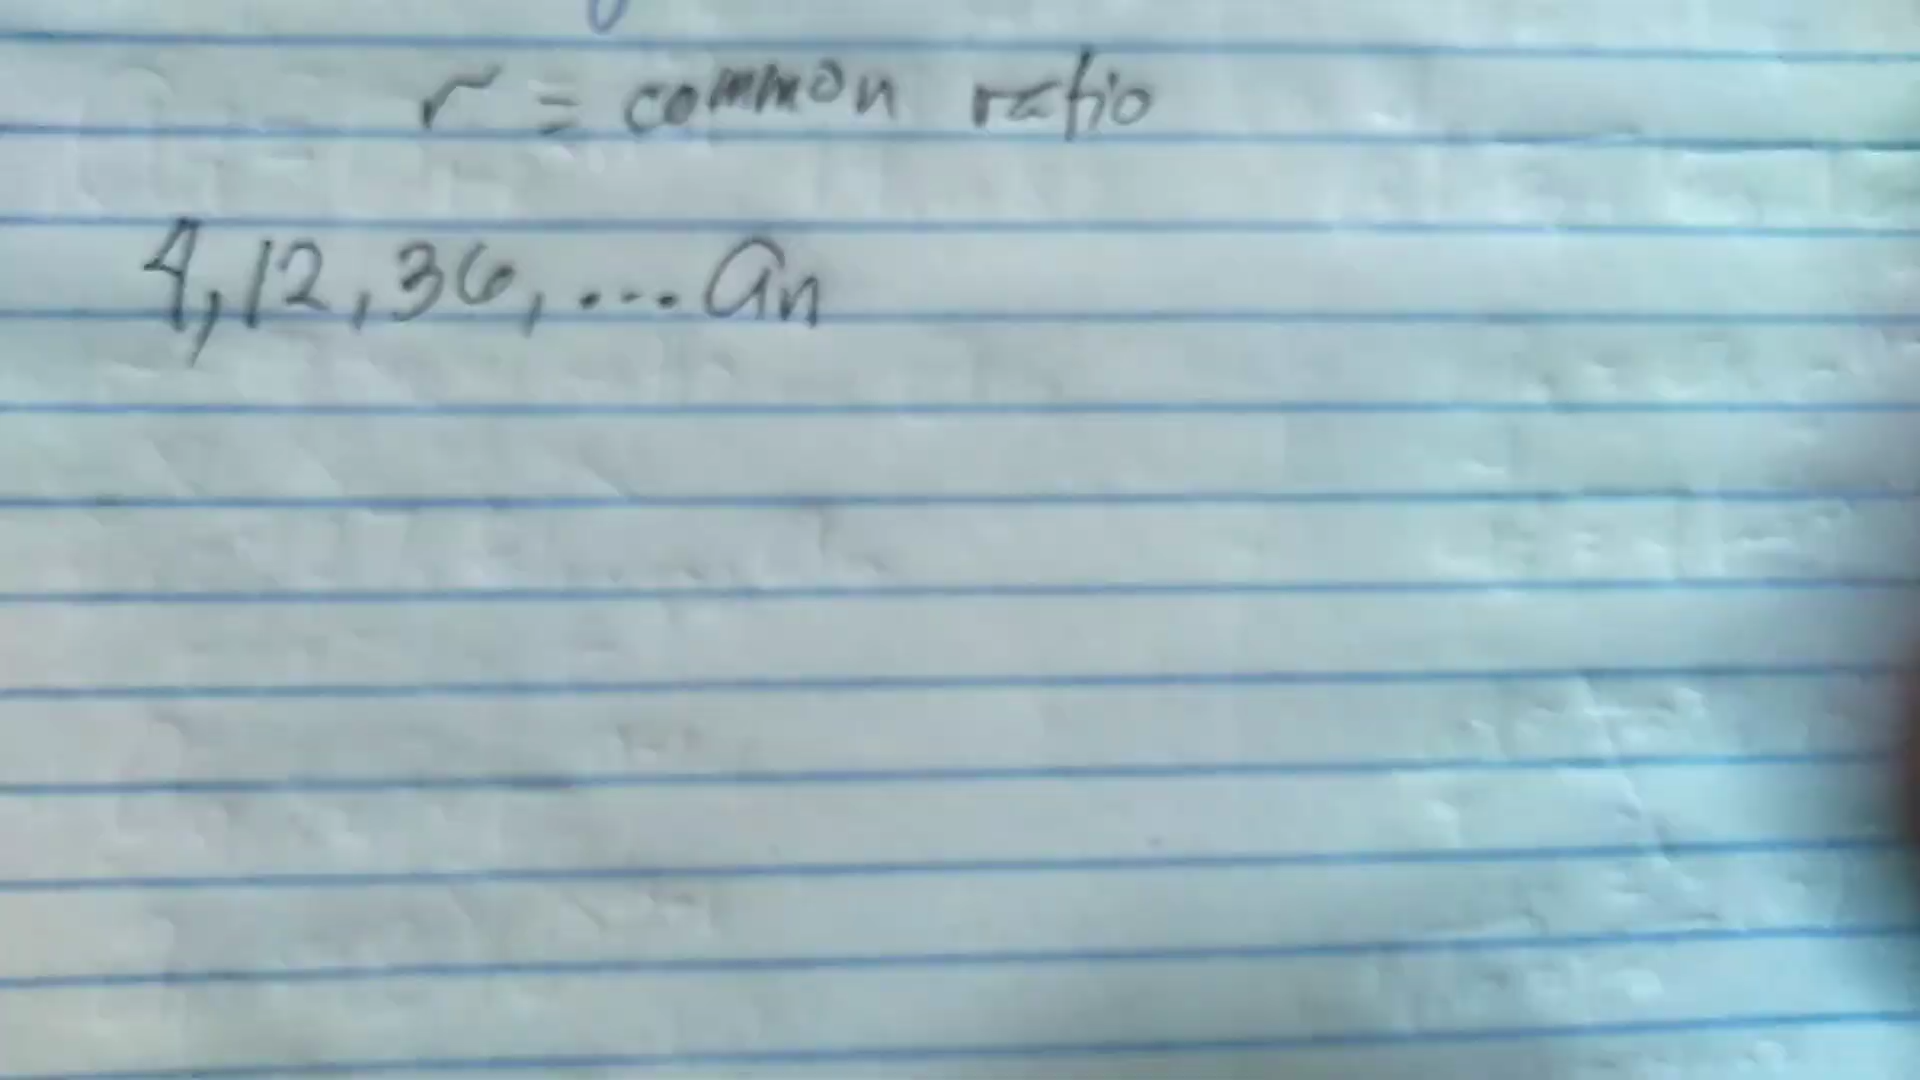 r = common ratio
4, 12, 36, ... an